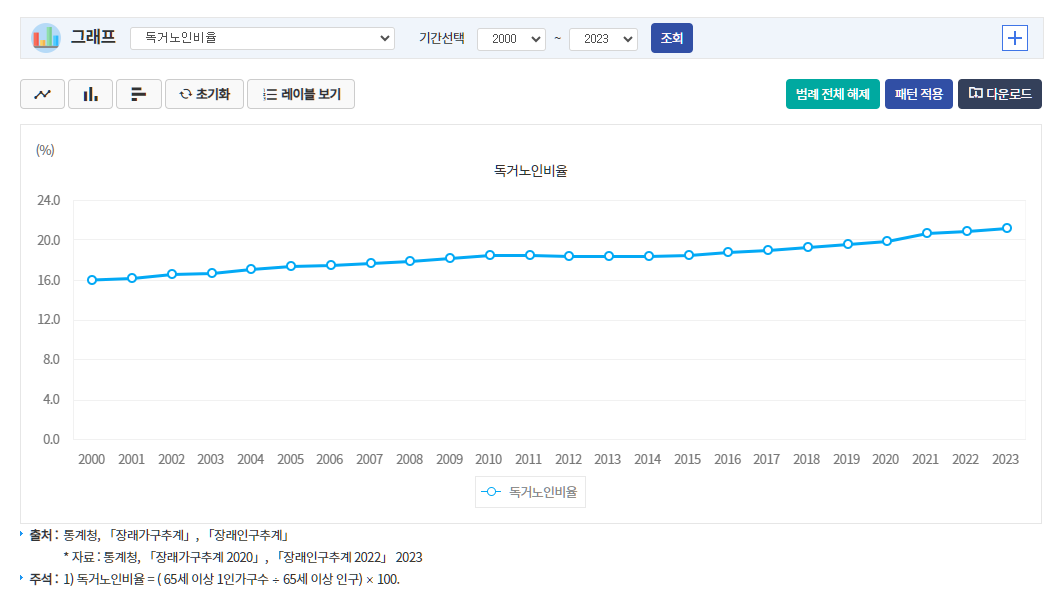 그래프 독거노인비율 기간선택 2000 ~ 2023 조회
초기화 레이블 보기 범례 전체 해제 패턴 적용 다운로드
(%)
독거노인비율
24.0
20.0
16.0
12.0
8.0
4.0
0.0
2000 2001 2002 2003 2004 2005 2006 2007 2008 2009 2010 2011 2012 2013 2014 2015 2016 2017 2018 2019 2020 2021 2022 2023
독거노인비율
출처 : 통계청, 「장래가구추계」, 「장래인구추계」
* 자료 : 통계청, 「장래가구추계 2020」, 「장래인구추계 2022」 2023
주석 : 1) 독거노인비율 = ( 65세 이상 1인가구수 ÷ 65세 이상 인구) × 100.